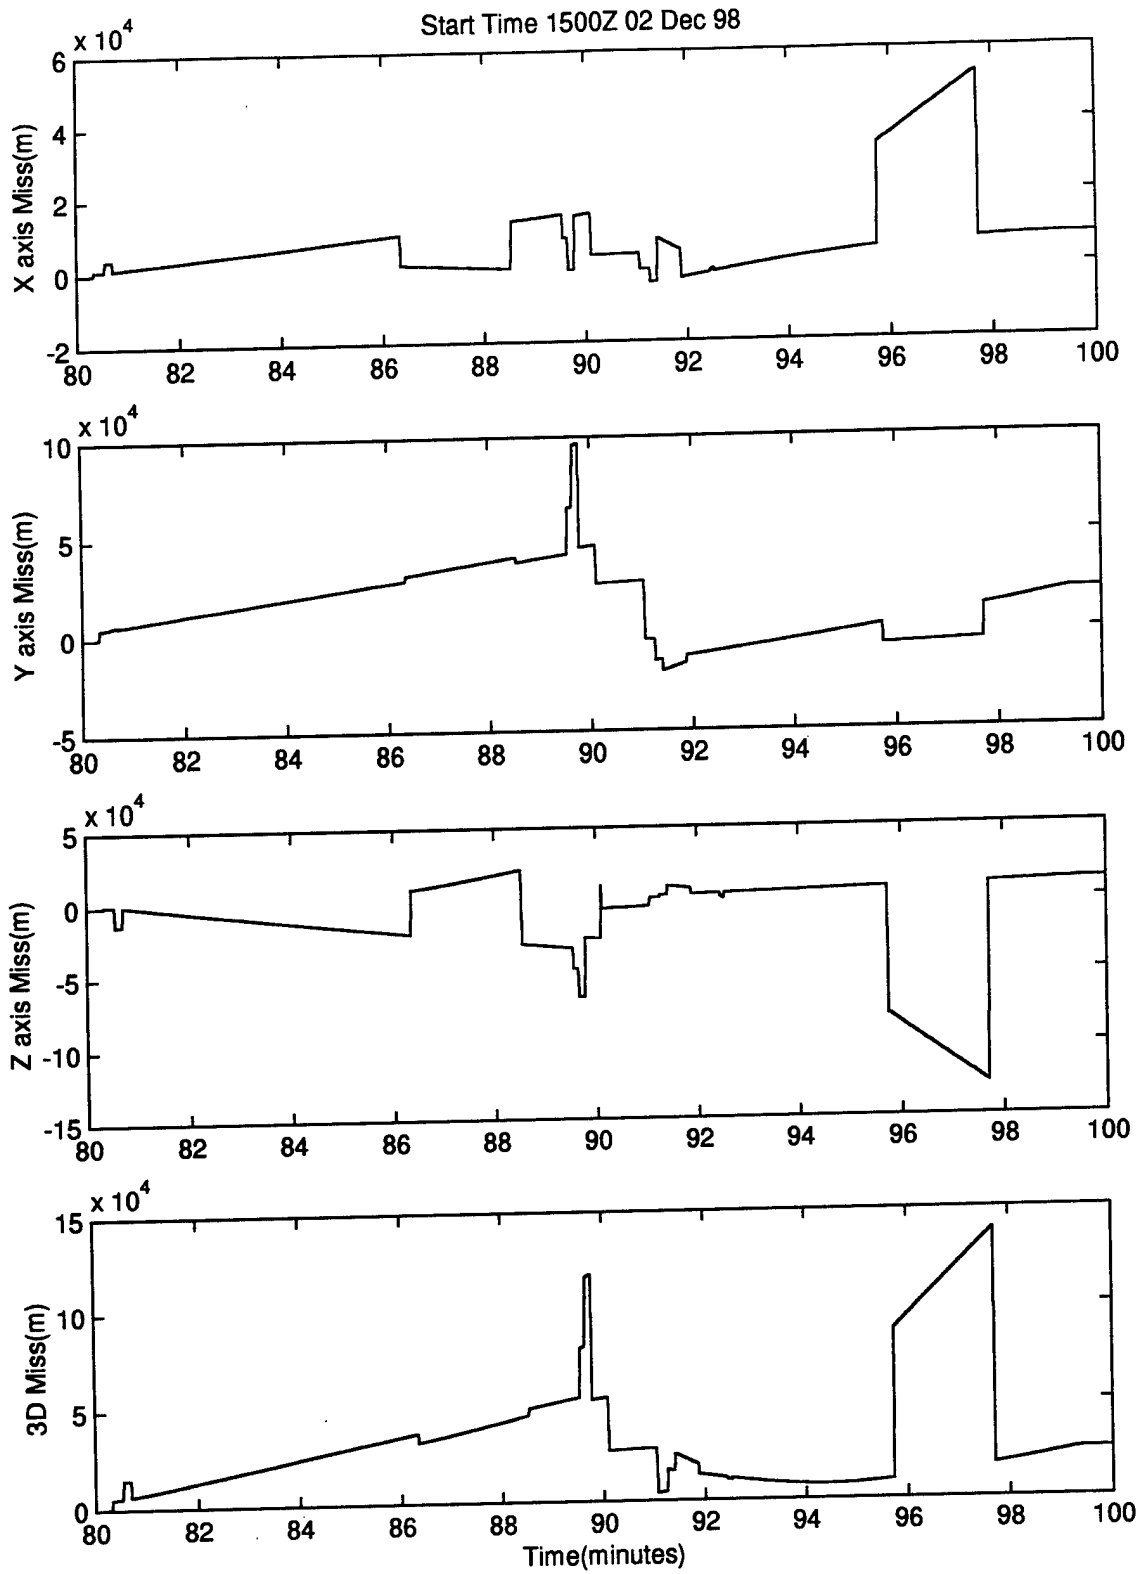 Start Time 1500Z 02 Dec 98
x 10^4
6
4
2
0
-2
X axis Miss(m)
80 82 84 86 88 90 92 94 96 98 100
x 10^4
10
5
0
-5
Y axis Miss(m)
80 82 84 86 88 90 92 94 96 98 100
x 10^4
5
0
-5
-10
-15
Z axis Miss(m)
80 82 84 86 88 90 92 94 96 98 100
x 10^4
15
10
5
0
3D Miss(m)
80 82 84 86 88 90 92 94 96 98 100
Time(minutes)